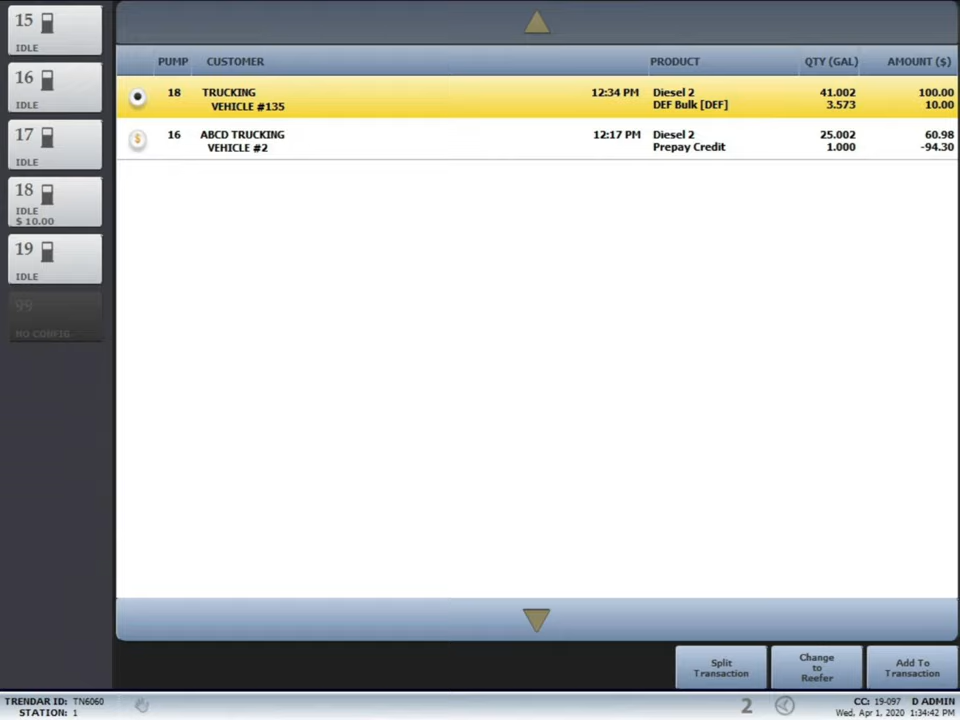 15
IDLE
16
IDLE
17
IDLE
18
IDLE
$ 10.00
19
IDLE
99
NO CONFIG
PUMP CUSTOMER PRODUCT QTY (GAL) AMOUNT ($)
18 TRUCKING 12:34 PM Diesel 2 41.002 100.00
VEHICLE #135 DEF Bulk [DEF] 3.573 10.00
$ 16 ABCD TRUCKING 12:17 PM Diesel 2 25.002 60.98
VEHICLE #2 Prepay Credit 1.000 -94.30
Split
Transaction
Change
to
Reefer
Add To
Transaction
TRENDAR ID: TN6060
STATION: 1
2
CC: 19-097 D ADMIN
Wed, Apr 1, 2020 1:34:42 PM